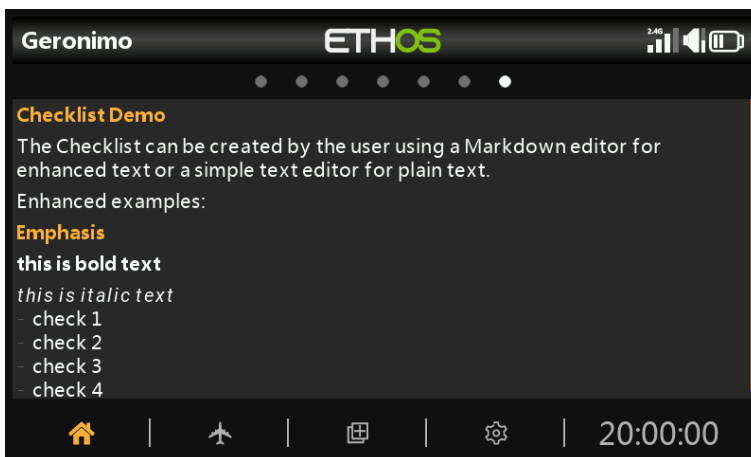 Geronimo
ETHOS
2.4G
Checklist Demo
The Checklist can be created by the user using a Markdown editor for
enhanced text or a simple text editor for plain text.
Enhanced examples:
Emphasis
this is bold text
this is italic text
- check 1
- check 2
- check 3
- check 4
20:00:00